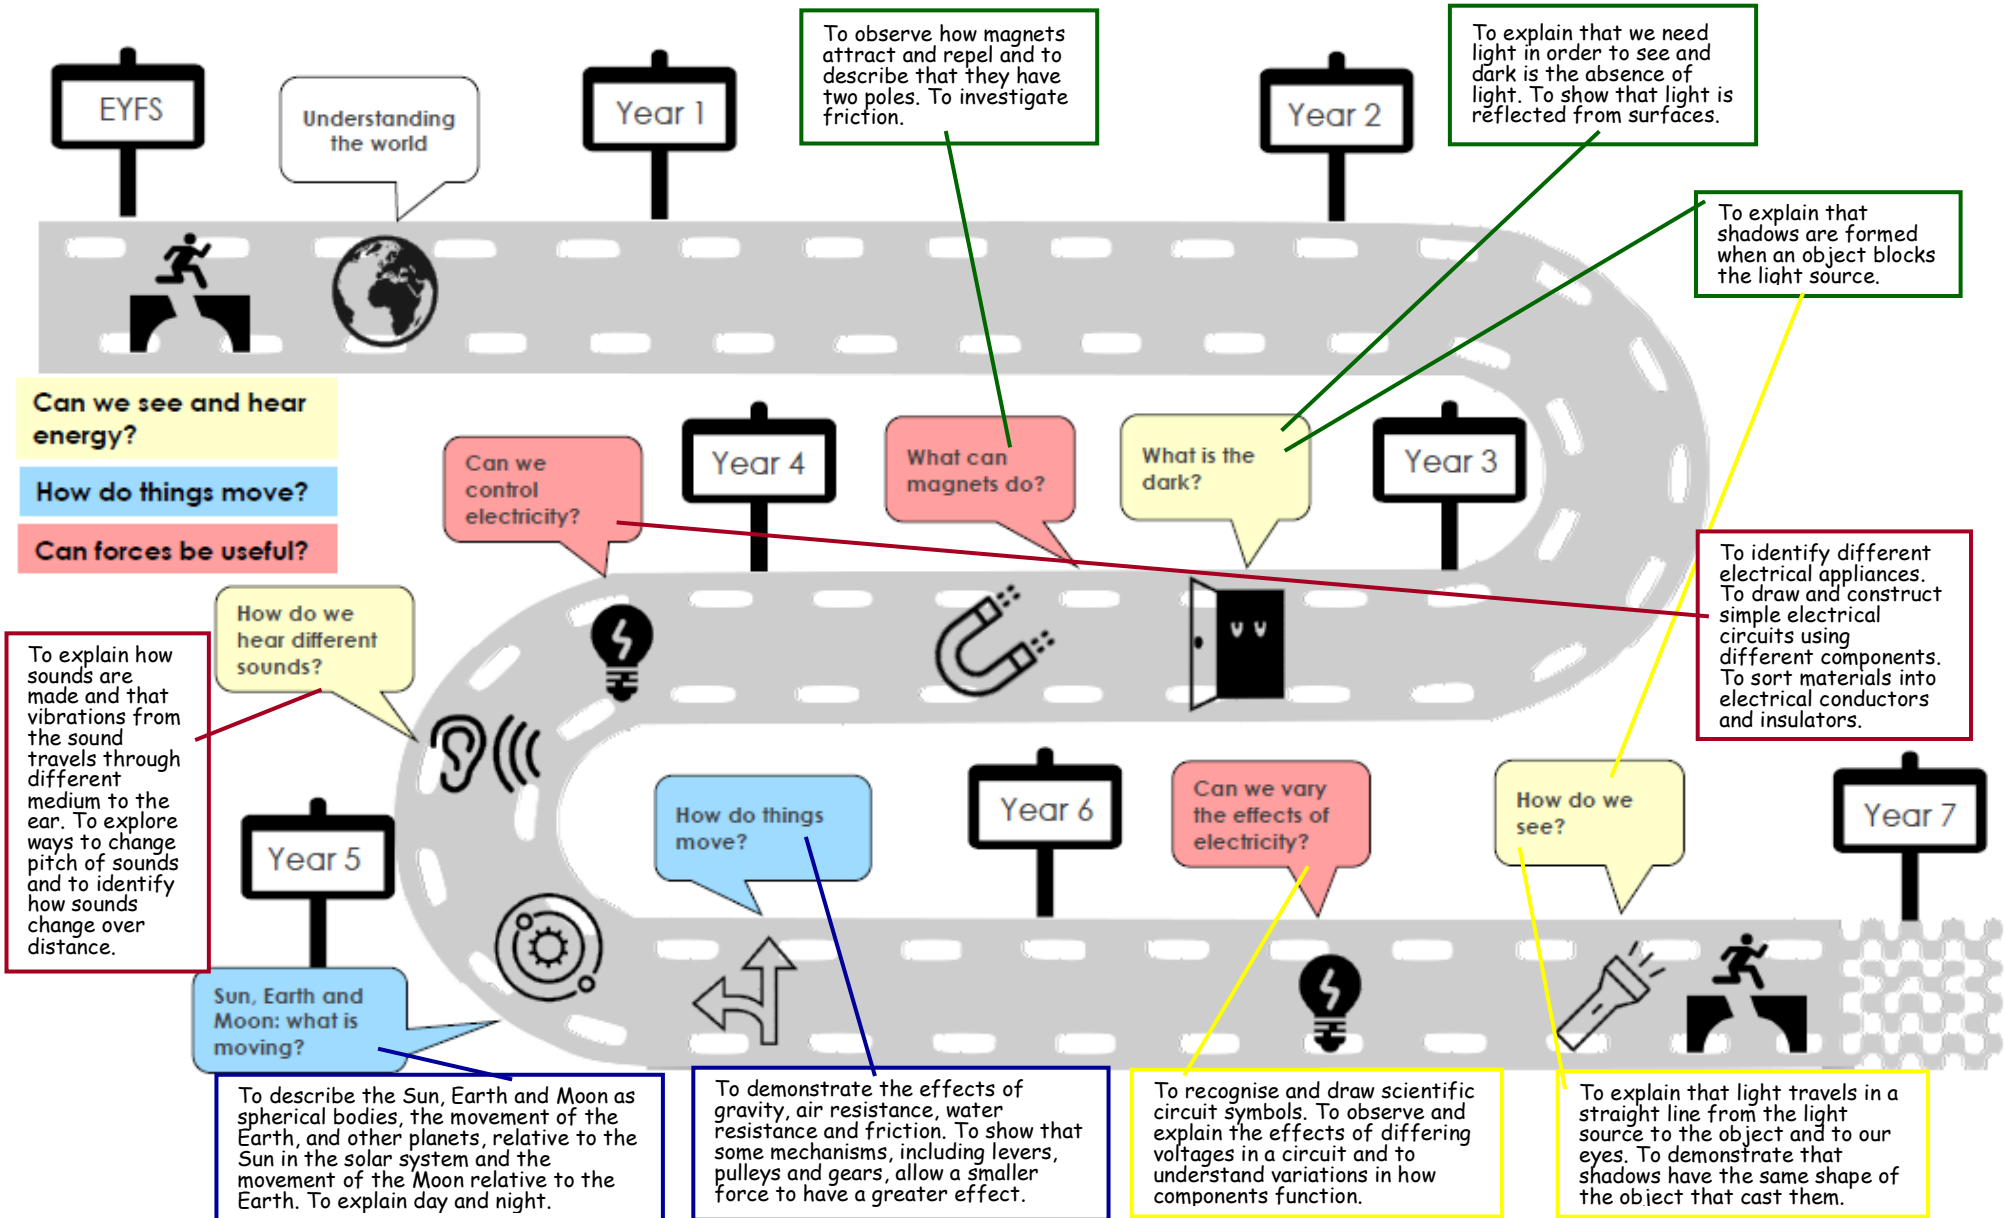 EYFS
Understanding
the world
Year 1
To observe how magnets
attract and repel and to
describe that they have
two poles. To investigate
friction.
Year 2
To explain that we need
light in order to see and
dark is the absence of
light. To show that light is
reflected from surfaces.
To explain that
shadows are formed
when an object blocks
the light source.
Can we see and hear
energy?
How do things move?
Can forces be useful?
Can we
control
electricity?
Year 4
What can
magnets do?
What is the
dark?
Year 3
To identify different
electrical appliances.
To draw and construct
simple electrical
circuits using
different components.
To sort materials into
electrical conductors
and insulators.
How do we
hear different
sounds?
To explain how
sounds are
made and that
vibrations from
the sound
travels through
different
medium to the
ear. To explore
ways to change
pitch of sounds
and to identify
how sounds
change over
distance.
Year 5
How do things
move?
Year 6
Can we vary
the effects of
electricity?
How do we
see?
Year 7
Sun, Earth and
Moon: what is
moving?
To describe the Sun, Earth and Moon as
spherical bodies, the movement of the
Earth, and other planets, relative to the
Sun in the solar system and the
movement of the Moon relative to the
Earth. To explain day and night.
To demonstrate the effects of
gravity, air resistance, water
resistance and friction. To show that
some mechanisms, including levers,
pulleys and gears, allow a smaller
force to have a greater effect.
To recognise and draw scientific
circuit symbols. To observe and
explain the effects of differing
voltages in a circuit and to
understand variations in how
components function.
To explain that light travels in a
straight line from the light
source to the object and to our
eyes. To demonstrate that
shadows have the same shape of
the object that cast them.